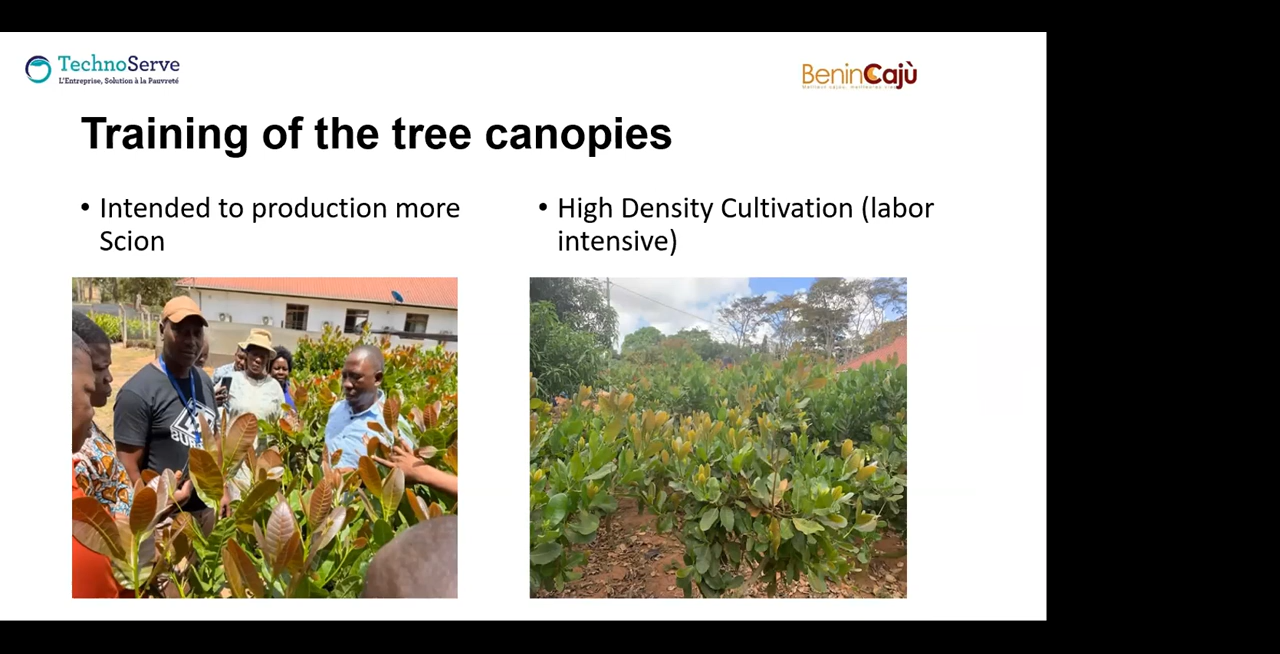 TechnoServe
L'Entreprise, Solution à la Pauvreté
BeninCajù
Training of the tree canopies
• Intended to production more
Scion
• High Density Cultivation (labor
intensive)